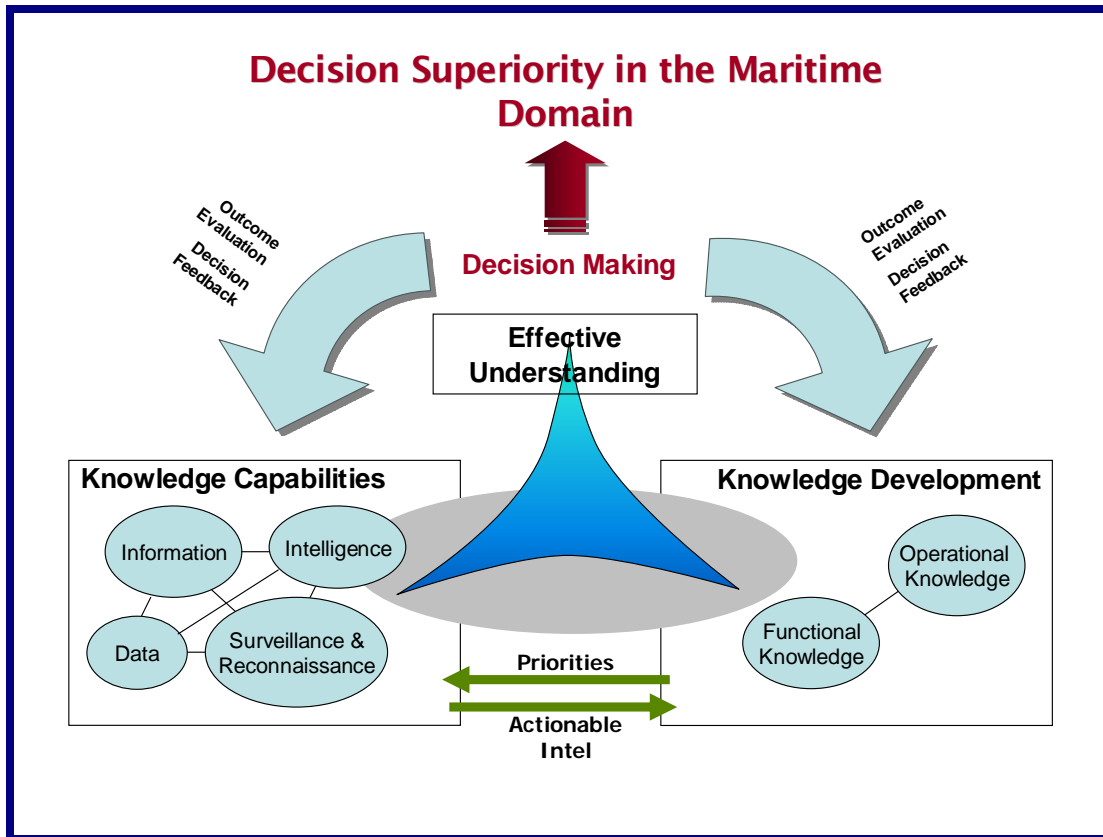 Decision Superiority in the Maritime
Domain
Outcome
Evaluation
Decision
Feedback
Decision Making
Outcome
Evaluation
Decision
Feedback
Effective
Understanding
Knowledge Capabilities
Information
Intelligence
Data
Surveillance &
Reconnaissance
Knowledge Development
Operational
Knowledge
Functional
Knowledge
Priorities
Actionable
Intel